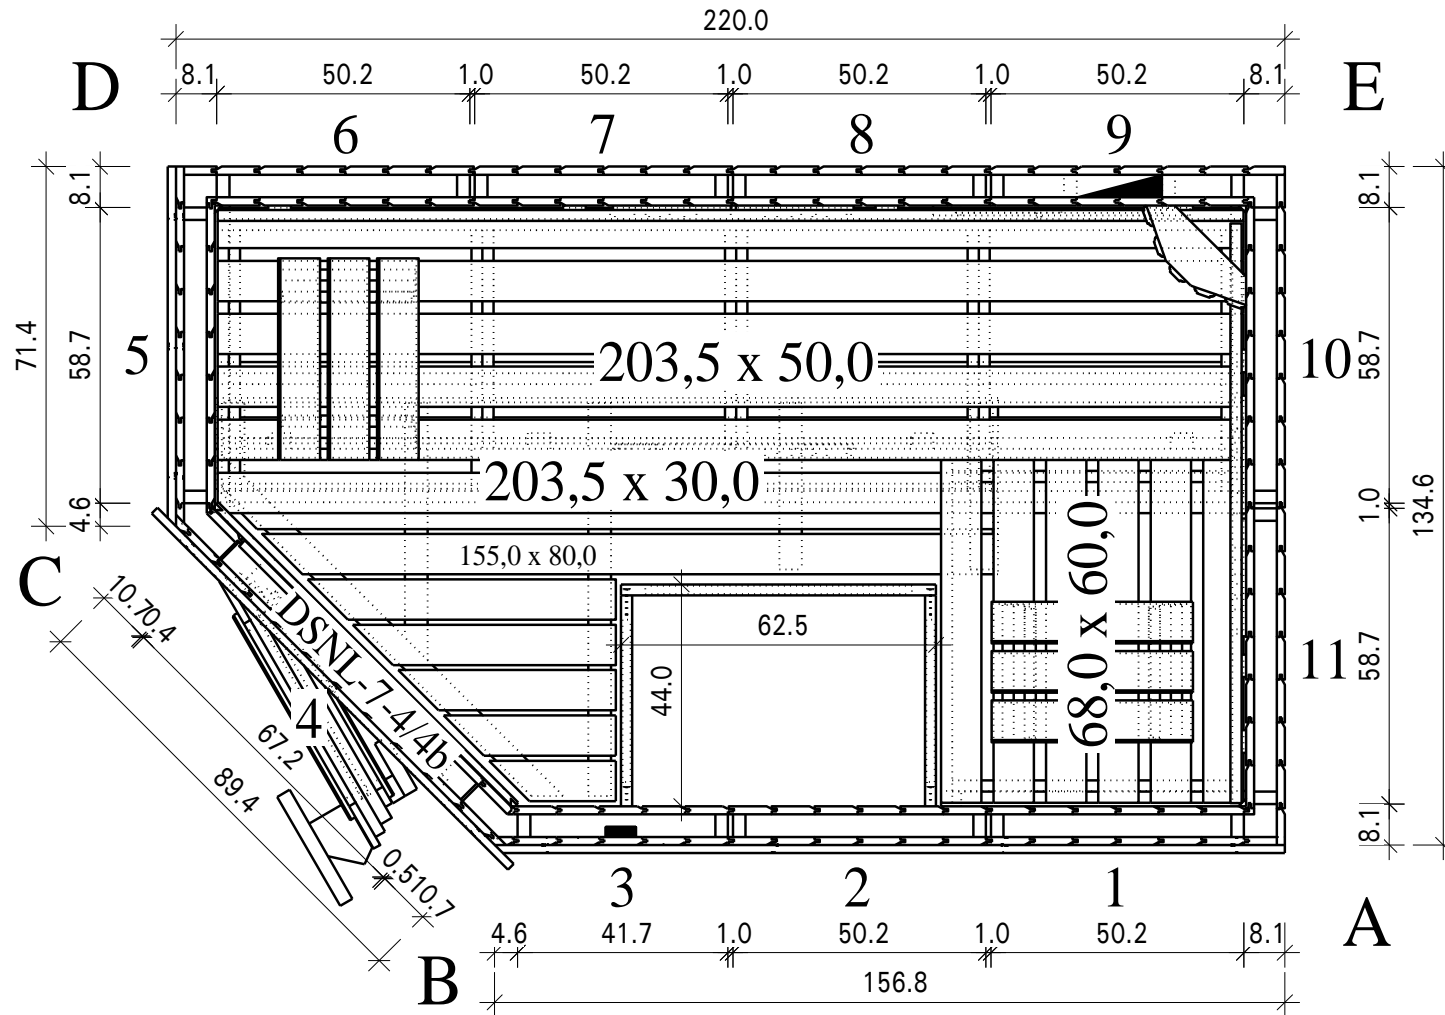 220.0
8.1 50.2 1.0 50.2 1.0 50.2 1.0 50.2 8.1
D E
6 7 8 9
8.1 8.1
71.4 58.7 5 203,5 x 50,0 10 58.7
203,5 x 30,0
4.6 1.0 134.6
155,0 x 80,0
C
10.7 0.4
DSNL-7-4/4b
62.5
44.0
68,0 x 60,0
11 58.7
4
67.2
89.4
0.5 10.7
8.1
3 2 1
A
4.6 41.7 1.0 50.2 1.0 50.2 8.1
B
156.8